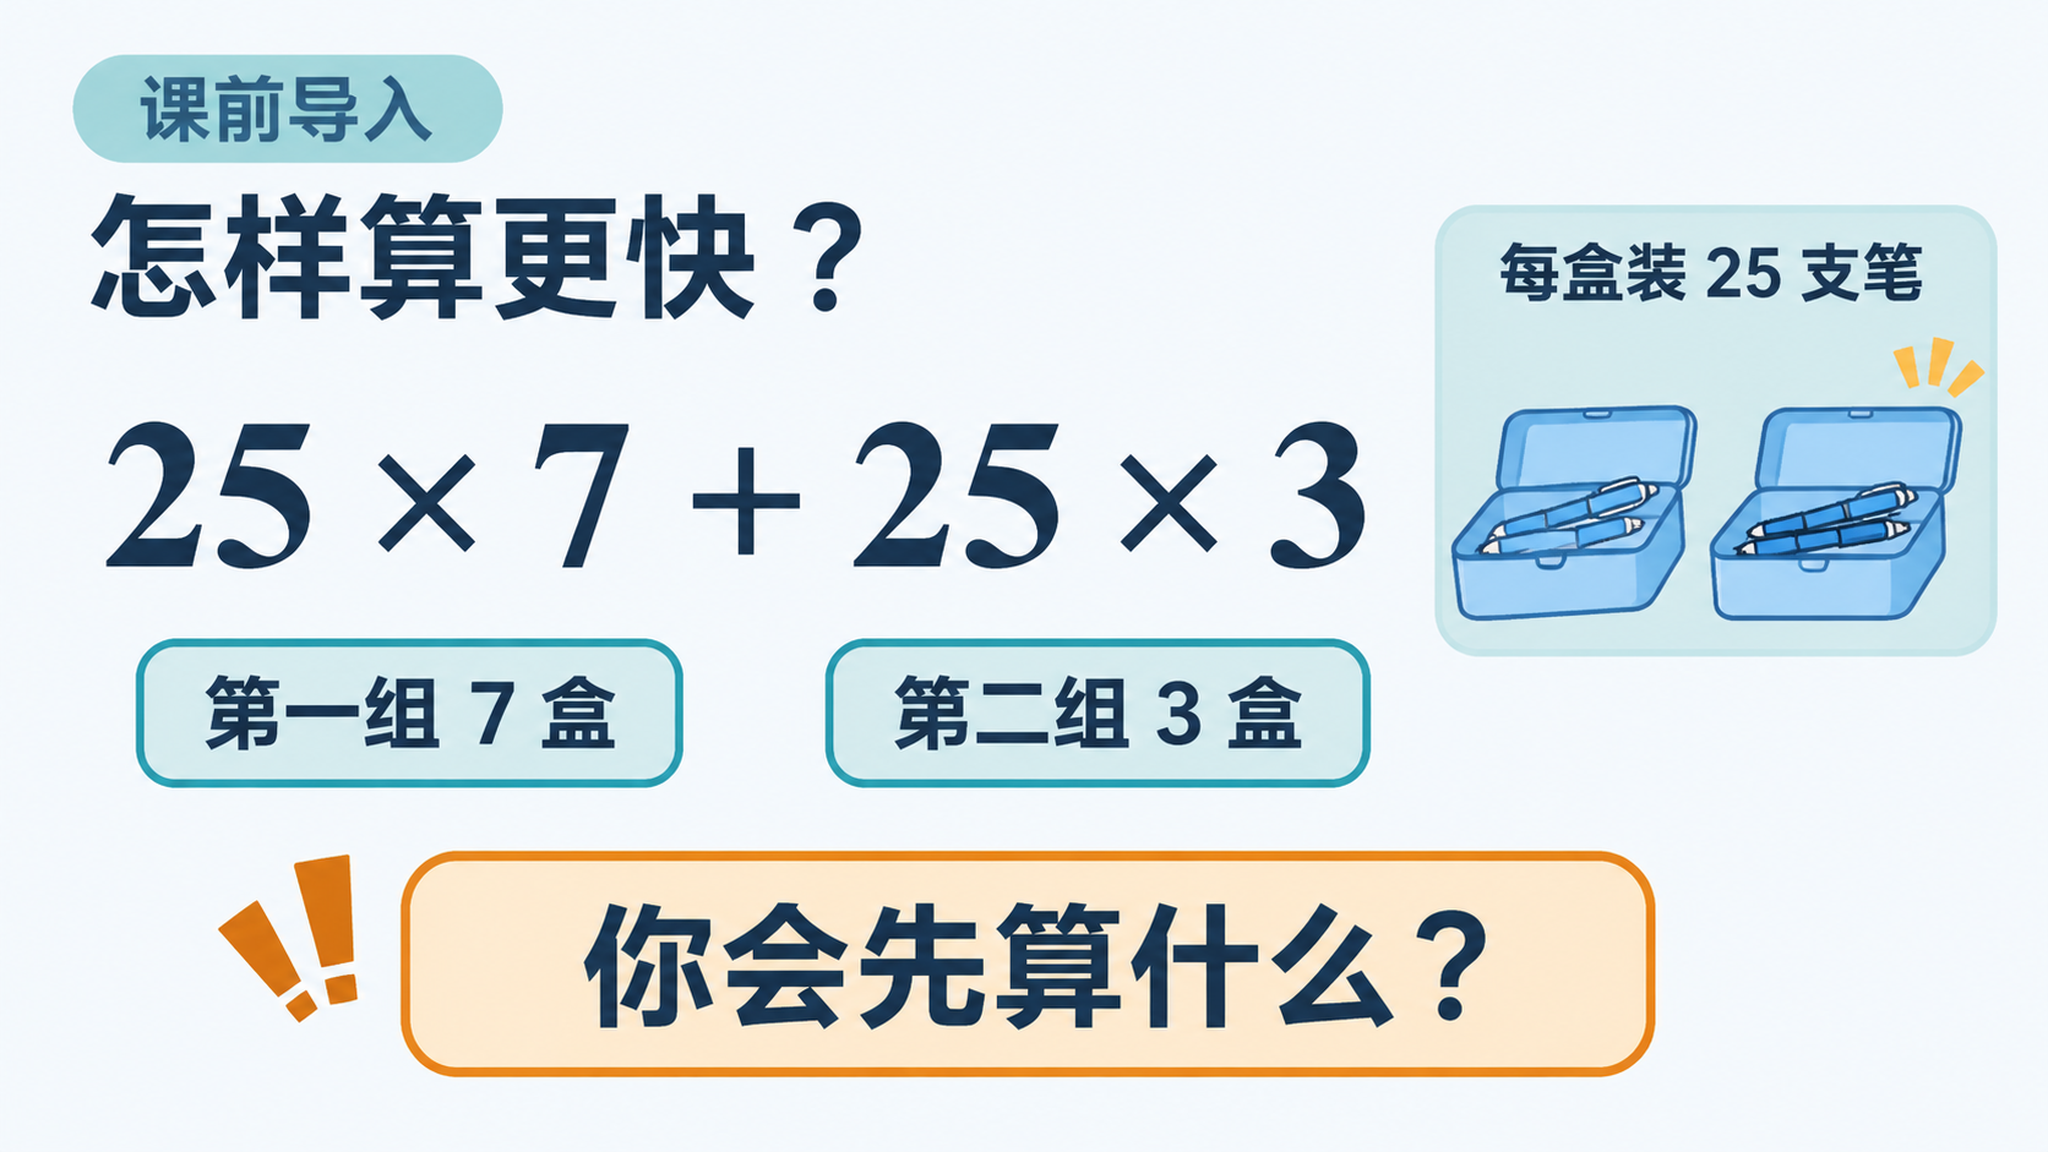 课前导入
怎样算更快？
每盒装 25 支笔
25 × 7 + 25 × 3
第一组 7 盒
第二组 3 盒
你会先算什么？